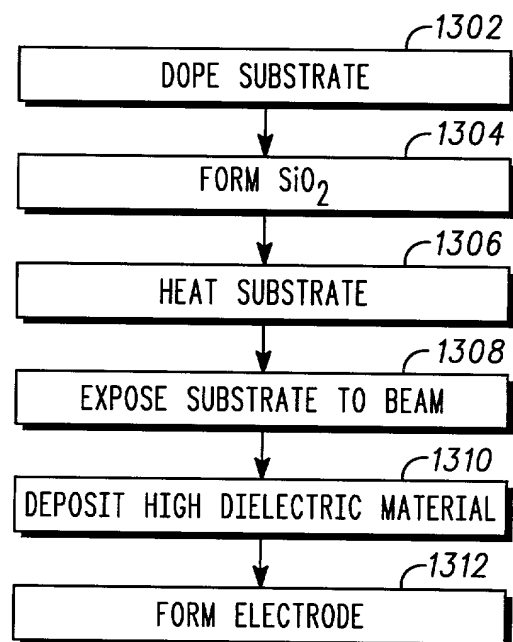 1302
DOPE SUBSTRATE
1304
FORM SiO₂
1306
HEAT SUBSTRATE
1308
EXPOSE SUBSTRATE TO BEAM
1310
DEPOSIT HIGH DIELECTRIC MATERIAL
1312
FORM ELECTRODE